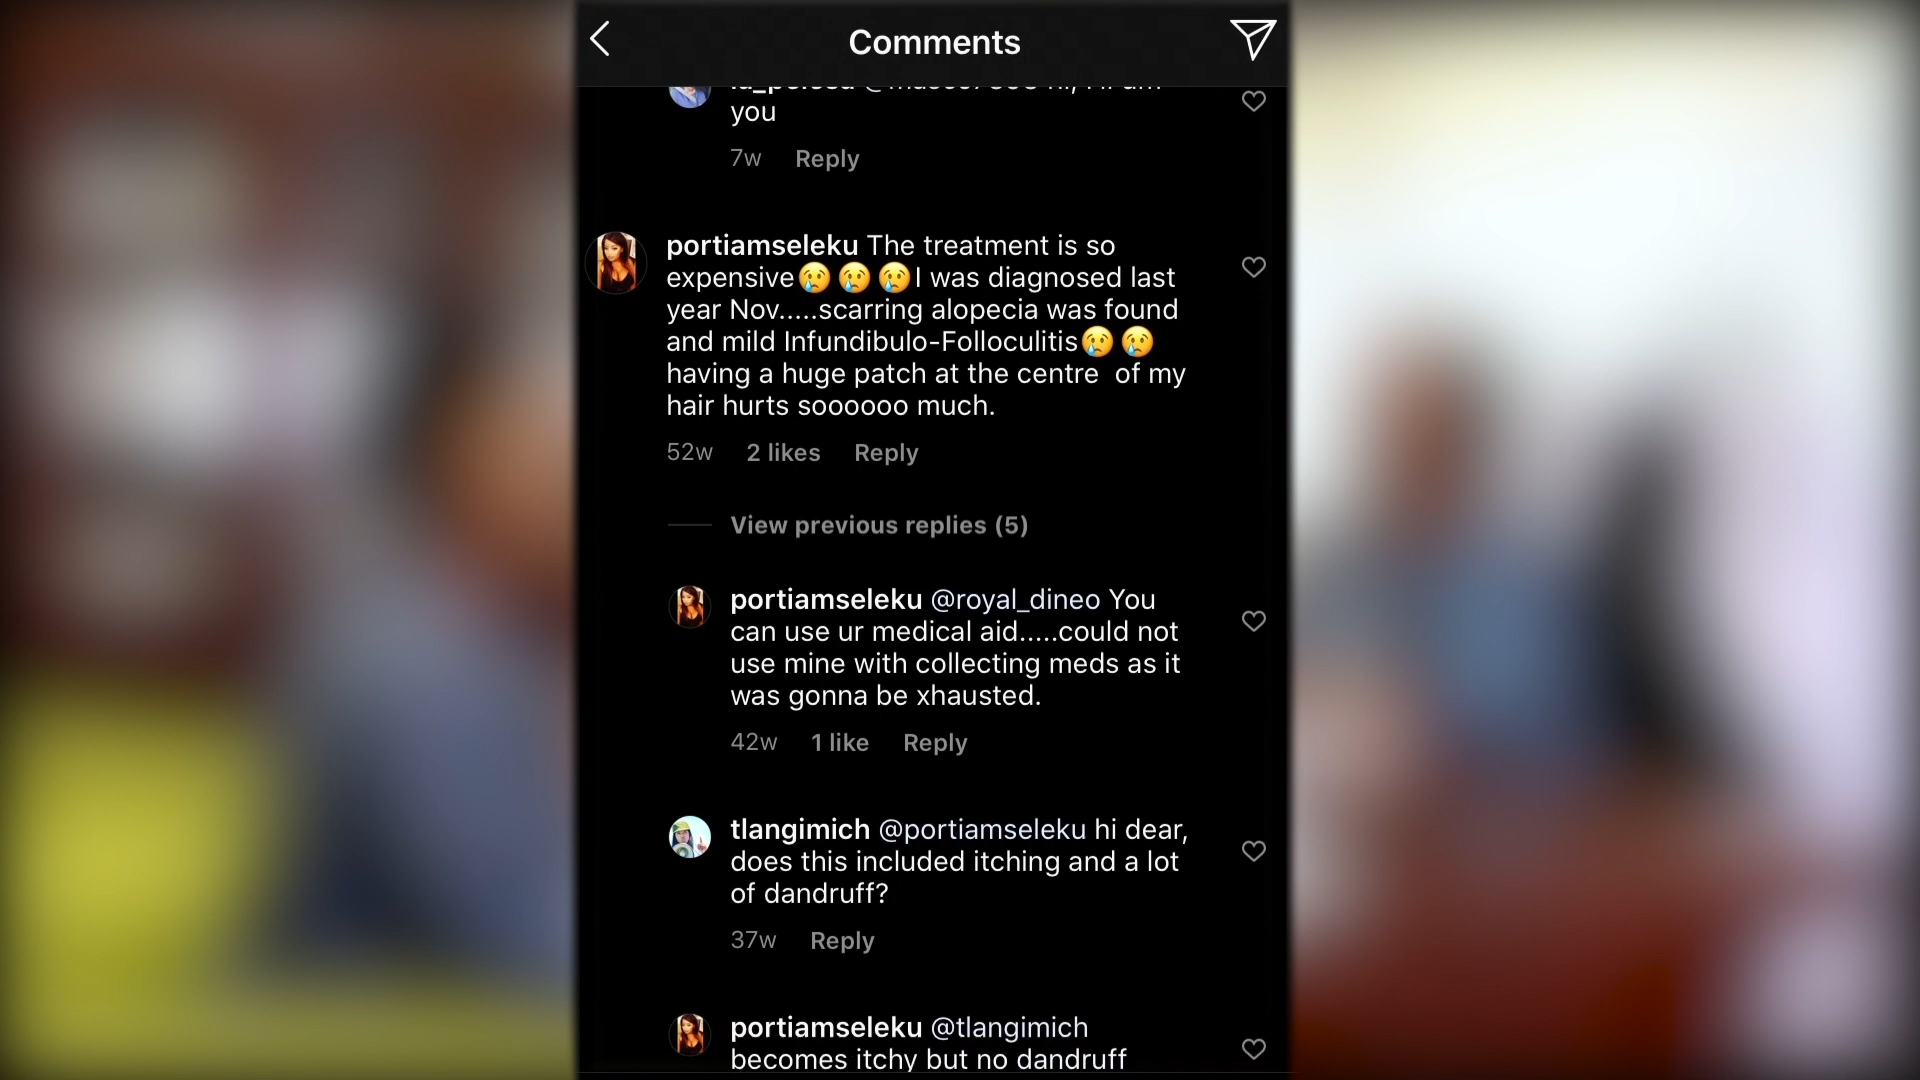 Comments
you
7w Reply
portiamseleku The treatment is so
expensive😢😢😢I was diagnosed last
year Nov.....scarring alopecia was found
and mild Infundibulo-Folloculitis😢😢
having a huge patch at the centre of my
hair hurts soooooo much.
52w 2 likes Reply
View previous replies (5)
portiamseleku @royal_dineo You
can use ur medical aid.....could not
use mine with collecting meds as it
was gonna be xhausted.
42w 1 like Reply
tlangimich @portiamseleku hi dear,
does this included itching and a lot
of dandruff?
37w Reply
portiamseleku @tlangimich
becomes itchy but no dandruff